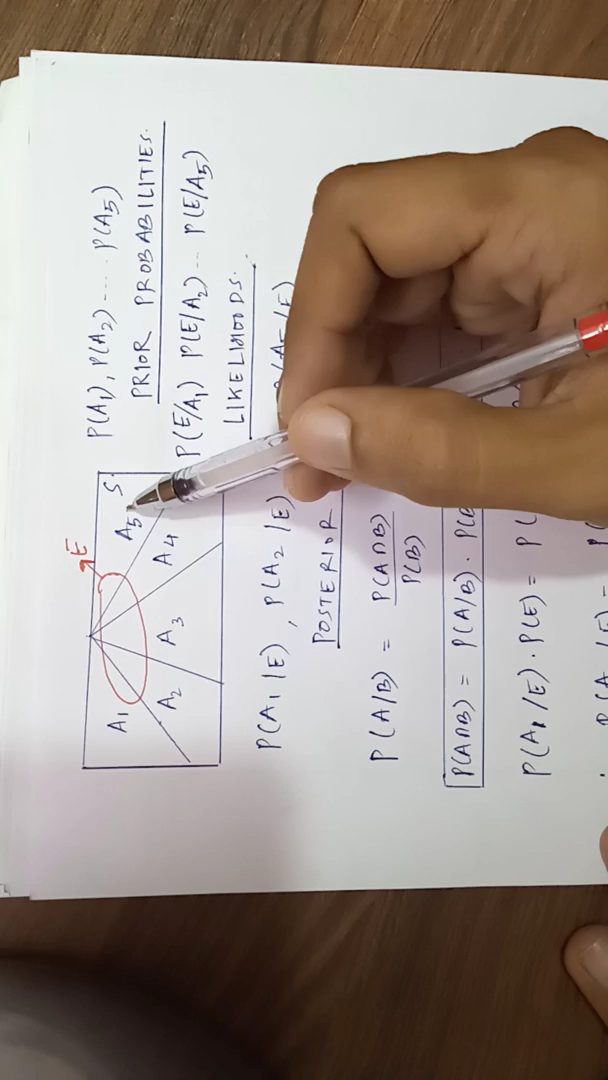 E
S
A1 A2 A3 A4 A5
P(A1), P(A2) ---- P(A5)
PRIOR PROBABILITIES.
P(E/A1) P(E/A2) -- P(E/A5)
LIKELIHOODS.
P(A1/E), P(A2/E)
POSTERIOR
P(A/B) = P(A∩B)
P(B)
P(A∩B) = P(A/B) .
P(A1/E) . P(E) =